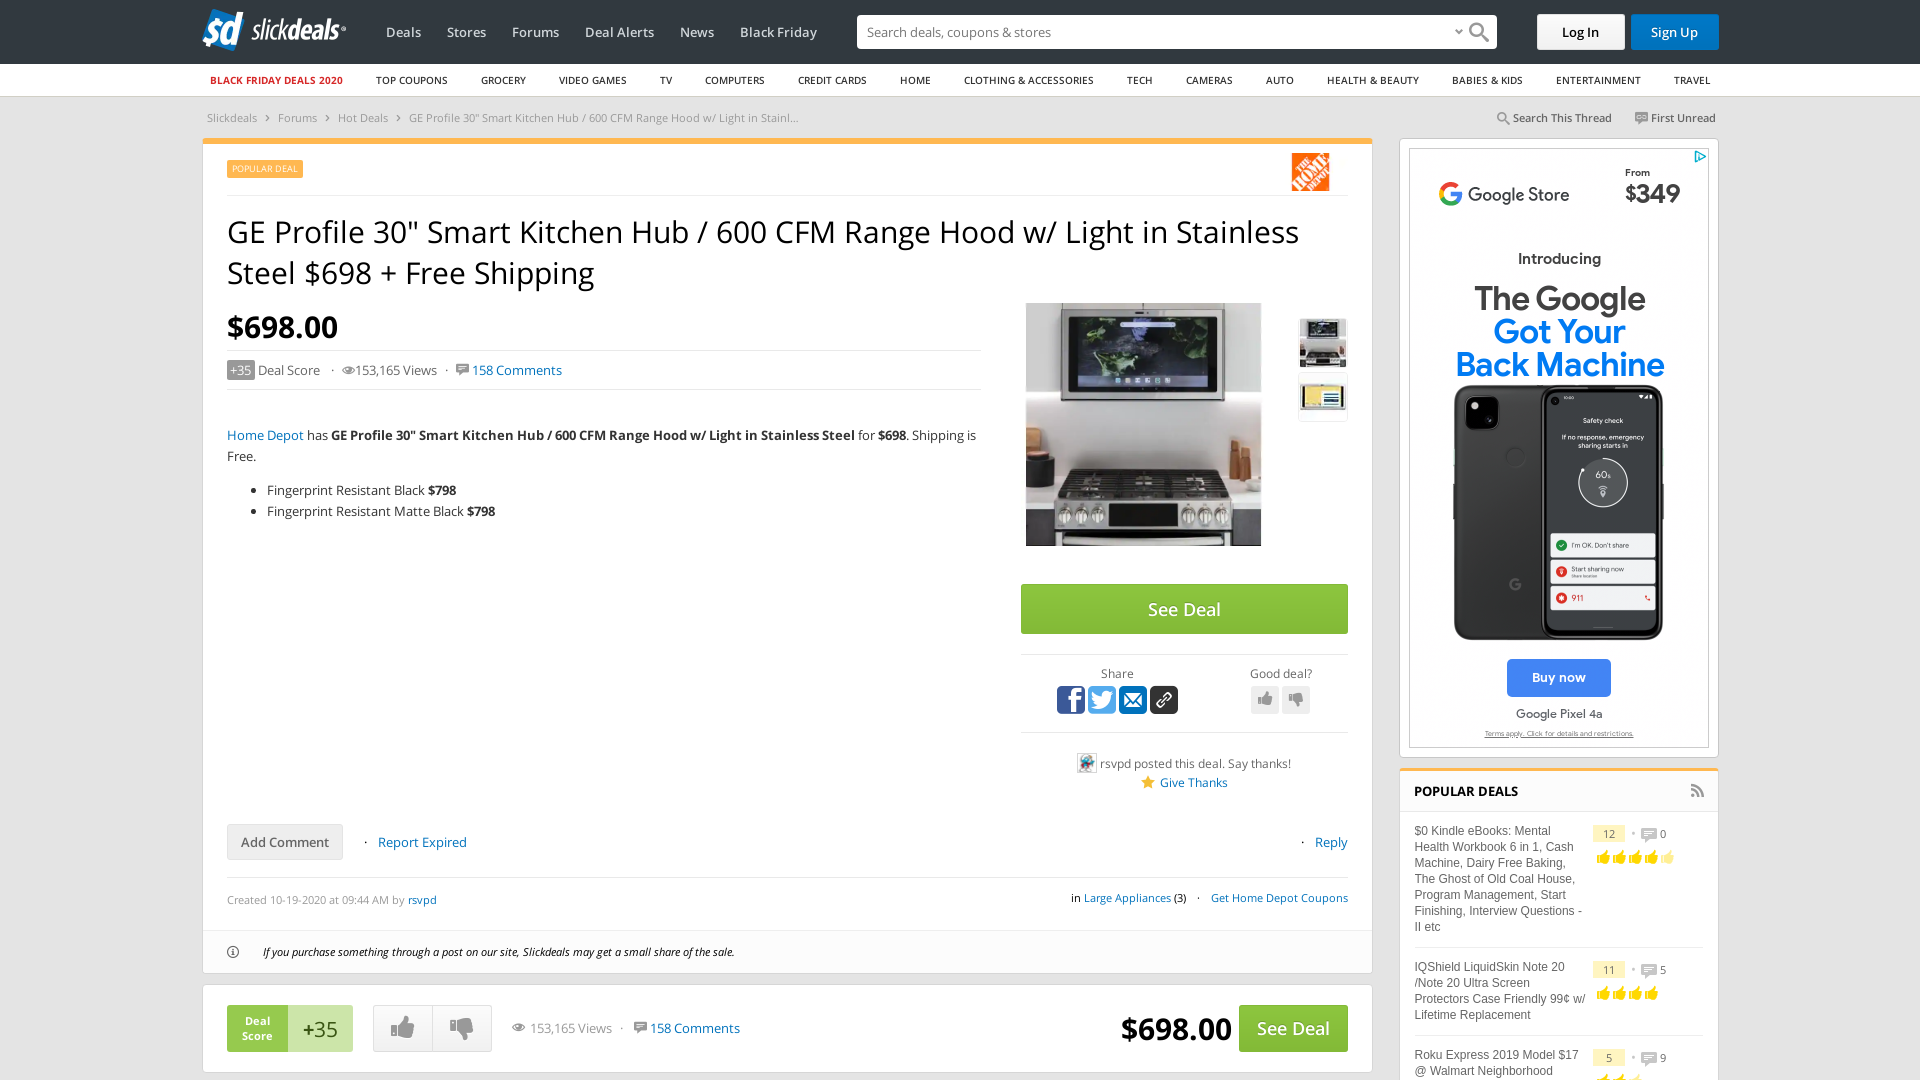 sd slickdeals
Deals Stores Forums Deal Alerts News Black Friday
Search deals, coupons & stores
Log In
Sign Up
BLACK FRIDAY DEALS 2020 TOP COUPONS GROCERY VIDEO GAMES TV COMPUTERS CREDIT CARDS HOME CLOTHING & ACCESSORIES TECH CAMERAS AUTO HEALTH & BEAUTY BABIES & KIDS ENTERTAINMENT TRAVEL
Slickdeals > Forums > Hot Deals > GE Profile 30" Smart Kitchen Hub / 600 CFM Range Hood w/ Light in Stainl...
Search This Thread First Unread
POPULAR DEAL
THE HOME DEPOT
GE Profile 30" Smart Kitchen Hub / 600 CFM Range Hood w/ Light in Stainless
Steel $698 + Free Shipping
$698.00
+35 Deal Score · 153,165 Views · 158 Comments
Home Depot has GE Profile 30" Smart Kitchen Hub / 600 CFM Range Hood w/ Light in Stainless Steel for $698. Shipping is
Free.
• Fingerprint Resistant Black $798
• Fingerprint Resistant Matte Black $798
See Deal
Share
Good deal?
rsvpd posted this deal. Say thanks!
Give Thanks
Add Comment · Report Expired
· Reply
Created 10-19-2020 at 09:44 AM by rsvpd
in Large Appliances (3) · Get Home Depot Coupons
If you purchase something through a post on our site, Slickdeals may get a small share of the sale.
Deal
Score
+35
153,165 Views · 158 Comments
$698.00 See Deal
Google Store
From
$349
Introducing
The Google
Got Your
Back Machine
10:00
Safety check
If no response, emergency
sharing starts in
60s
I'm OK. Don't share
Start sharing now
Share location
911
G
Buy now
Google Pixel 4a
Terms apply. Click for details and restrictions.
POPULAR DEALS
$0 Kindle eBooks: Mental
Health Workbook 6 in 1, Cash
Machine, Dairy Free Baking,
The Ghost of Old Coal House,
Program Management, Start
Finishing, Interview Questions -
II etc
12 • 0
IQShield LiquidSkin Note 20
/Note 20 Ultra Screen
Protectors Case Friendly 99¢ w/
Lifetime Replacement
11 • 5
Roku Express 2019 Model $17
@ Walmart Neighborhood
5 • 9